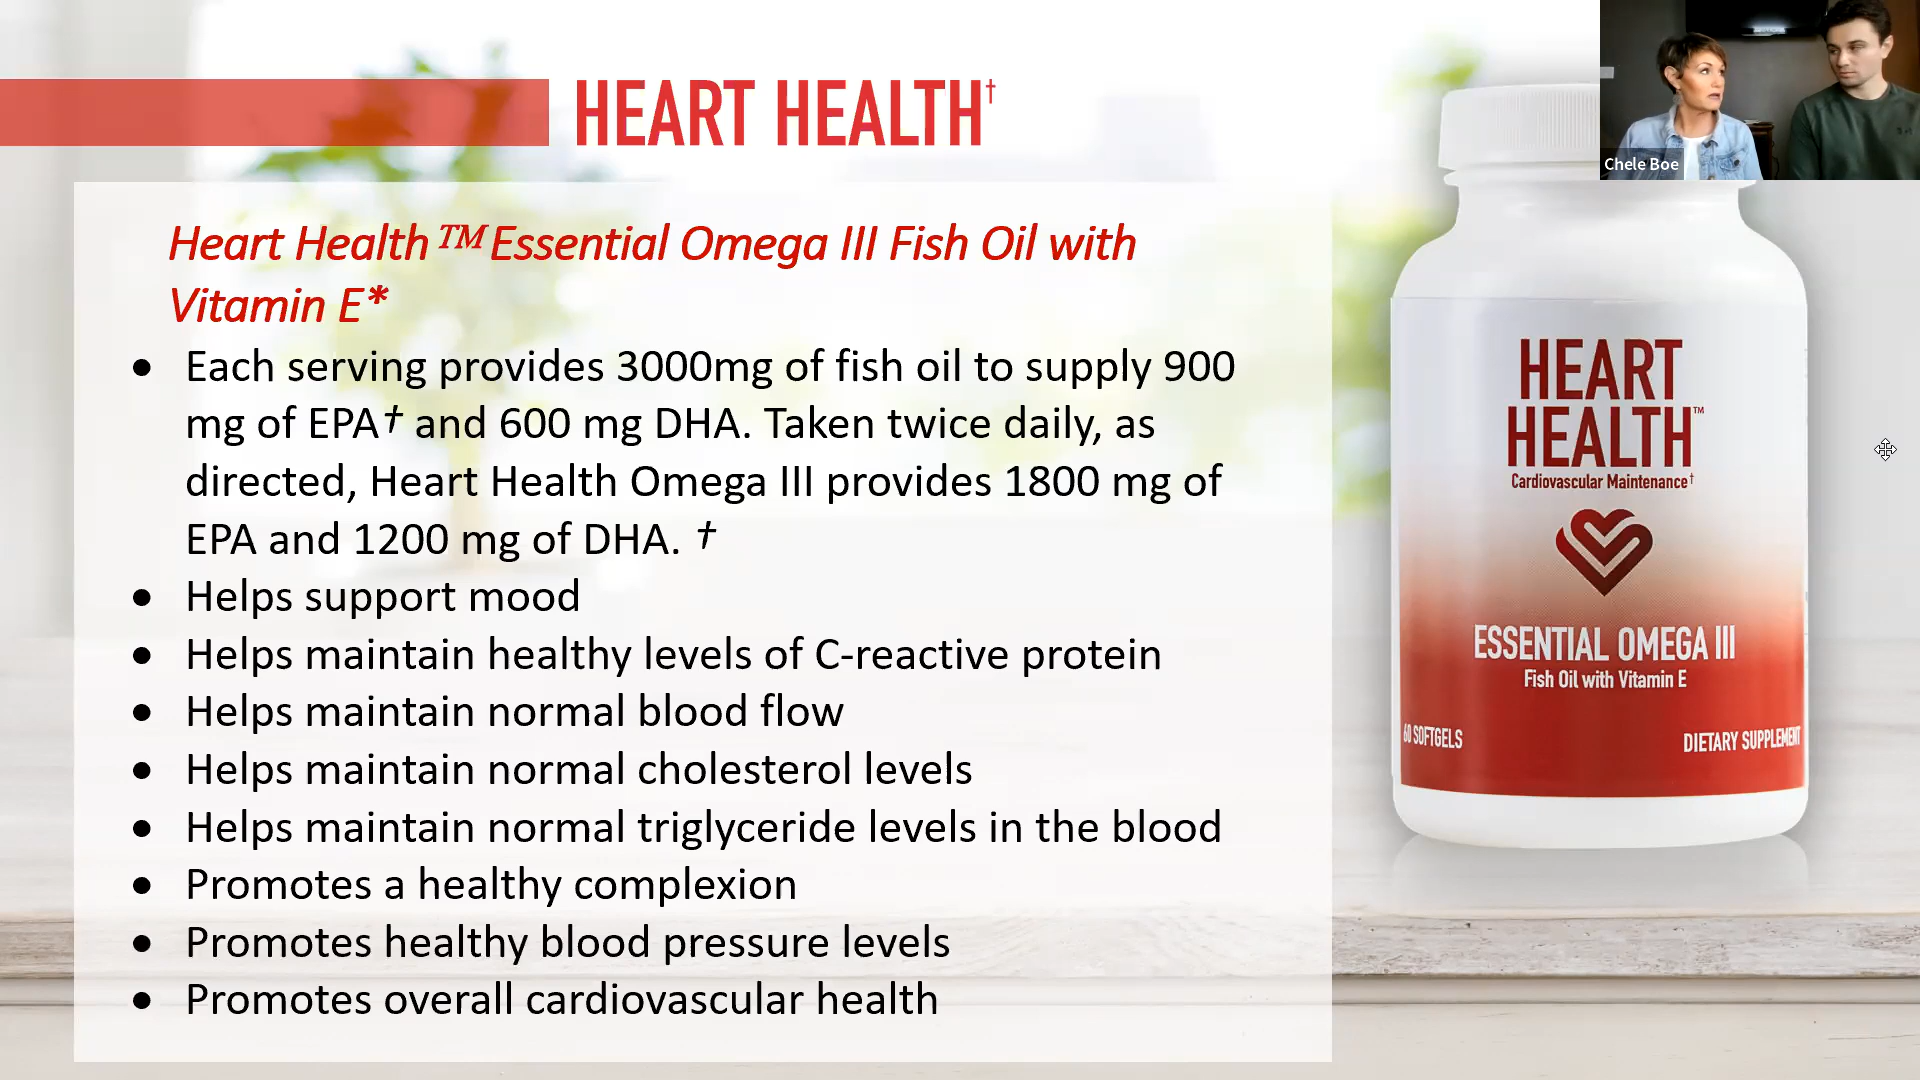 HEART HEALTH†
Chele Boe
Heart Health™ Essential Omega III Fish Oil with
Vitamin E*
• Each serving provides 3000mg of fish oil to supply 900
mg of EPA† and 600 mg DHA. Taken twice daily, as
directed, Heart Health Omega III provides 1800 mg of
EPA and 1200 mg of DHA. †
• Helps support mood
• Helps maintain healthy levels of C-reactive protein
• Helps maintain normal blood flow
• Helps maintain normal cholesterol levels
• Helps maintain normal triglyceride levels in the blood
• Promotes a healthy complexion
• Promotes healthy blood pressure levels
• Promotes overall cardiovascular health
HEART
HEALTH™
Cardiovascular Maintenance†
ESSENTIAL OMEGA III
Fish Oil with Vitamin E
60 SOFTGELS
DIETARY SUPPLEMENT